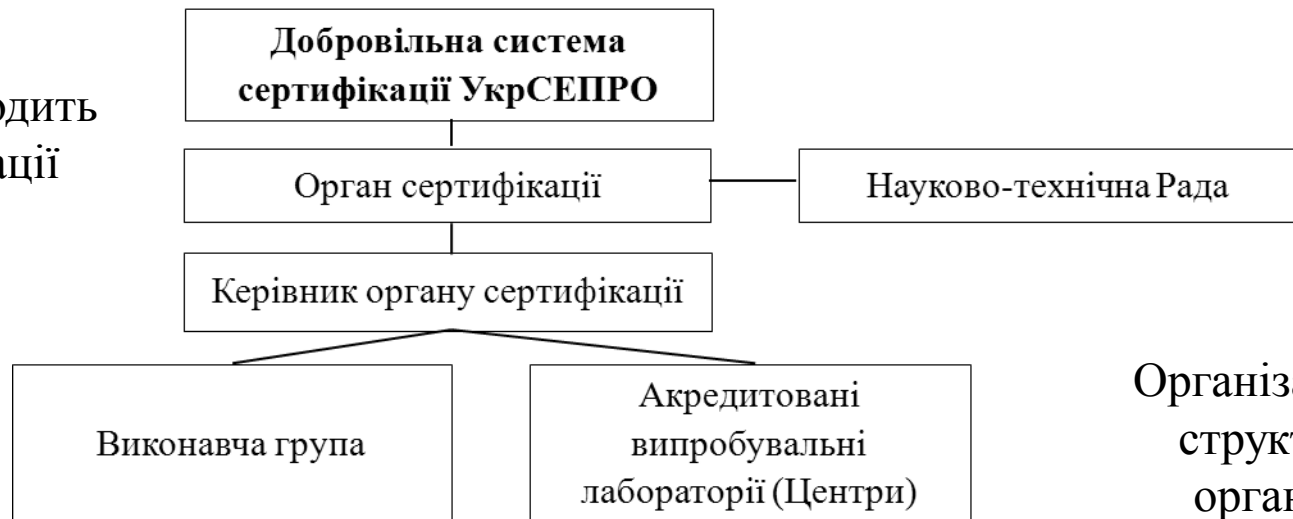 Добровільна система
сертифікації УкрСЕПРО
Орган сертифікації
Науково-технічна Рада
Керівник органу сертифікації
Виконавча група
Акредитовані
випробувальні
лабораторії (Центри)